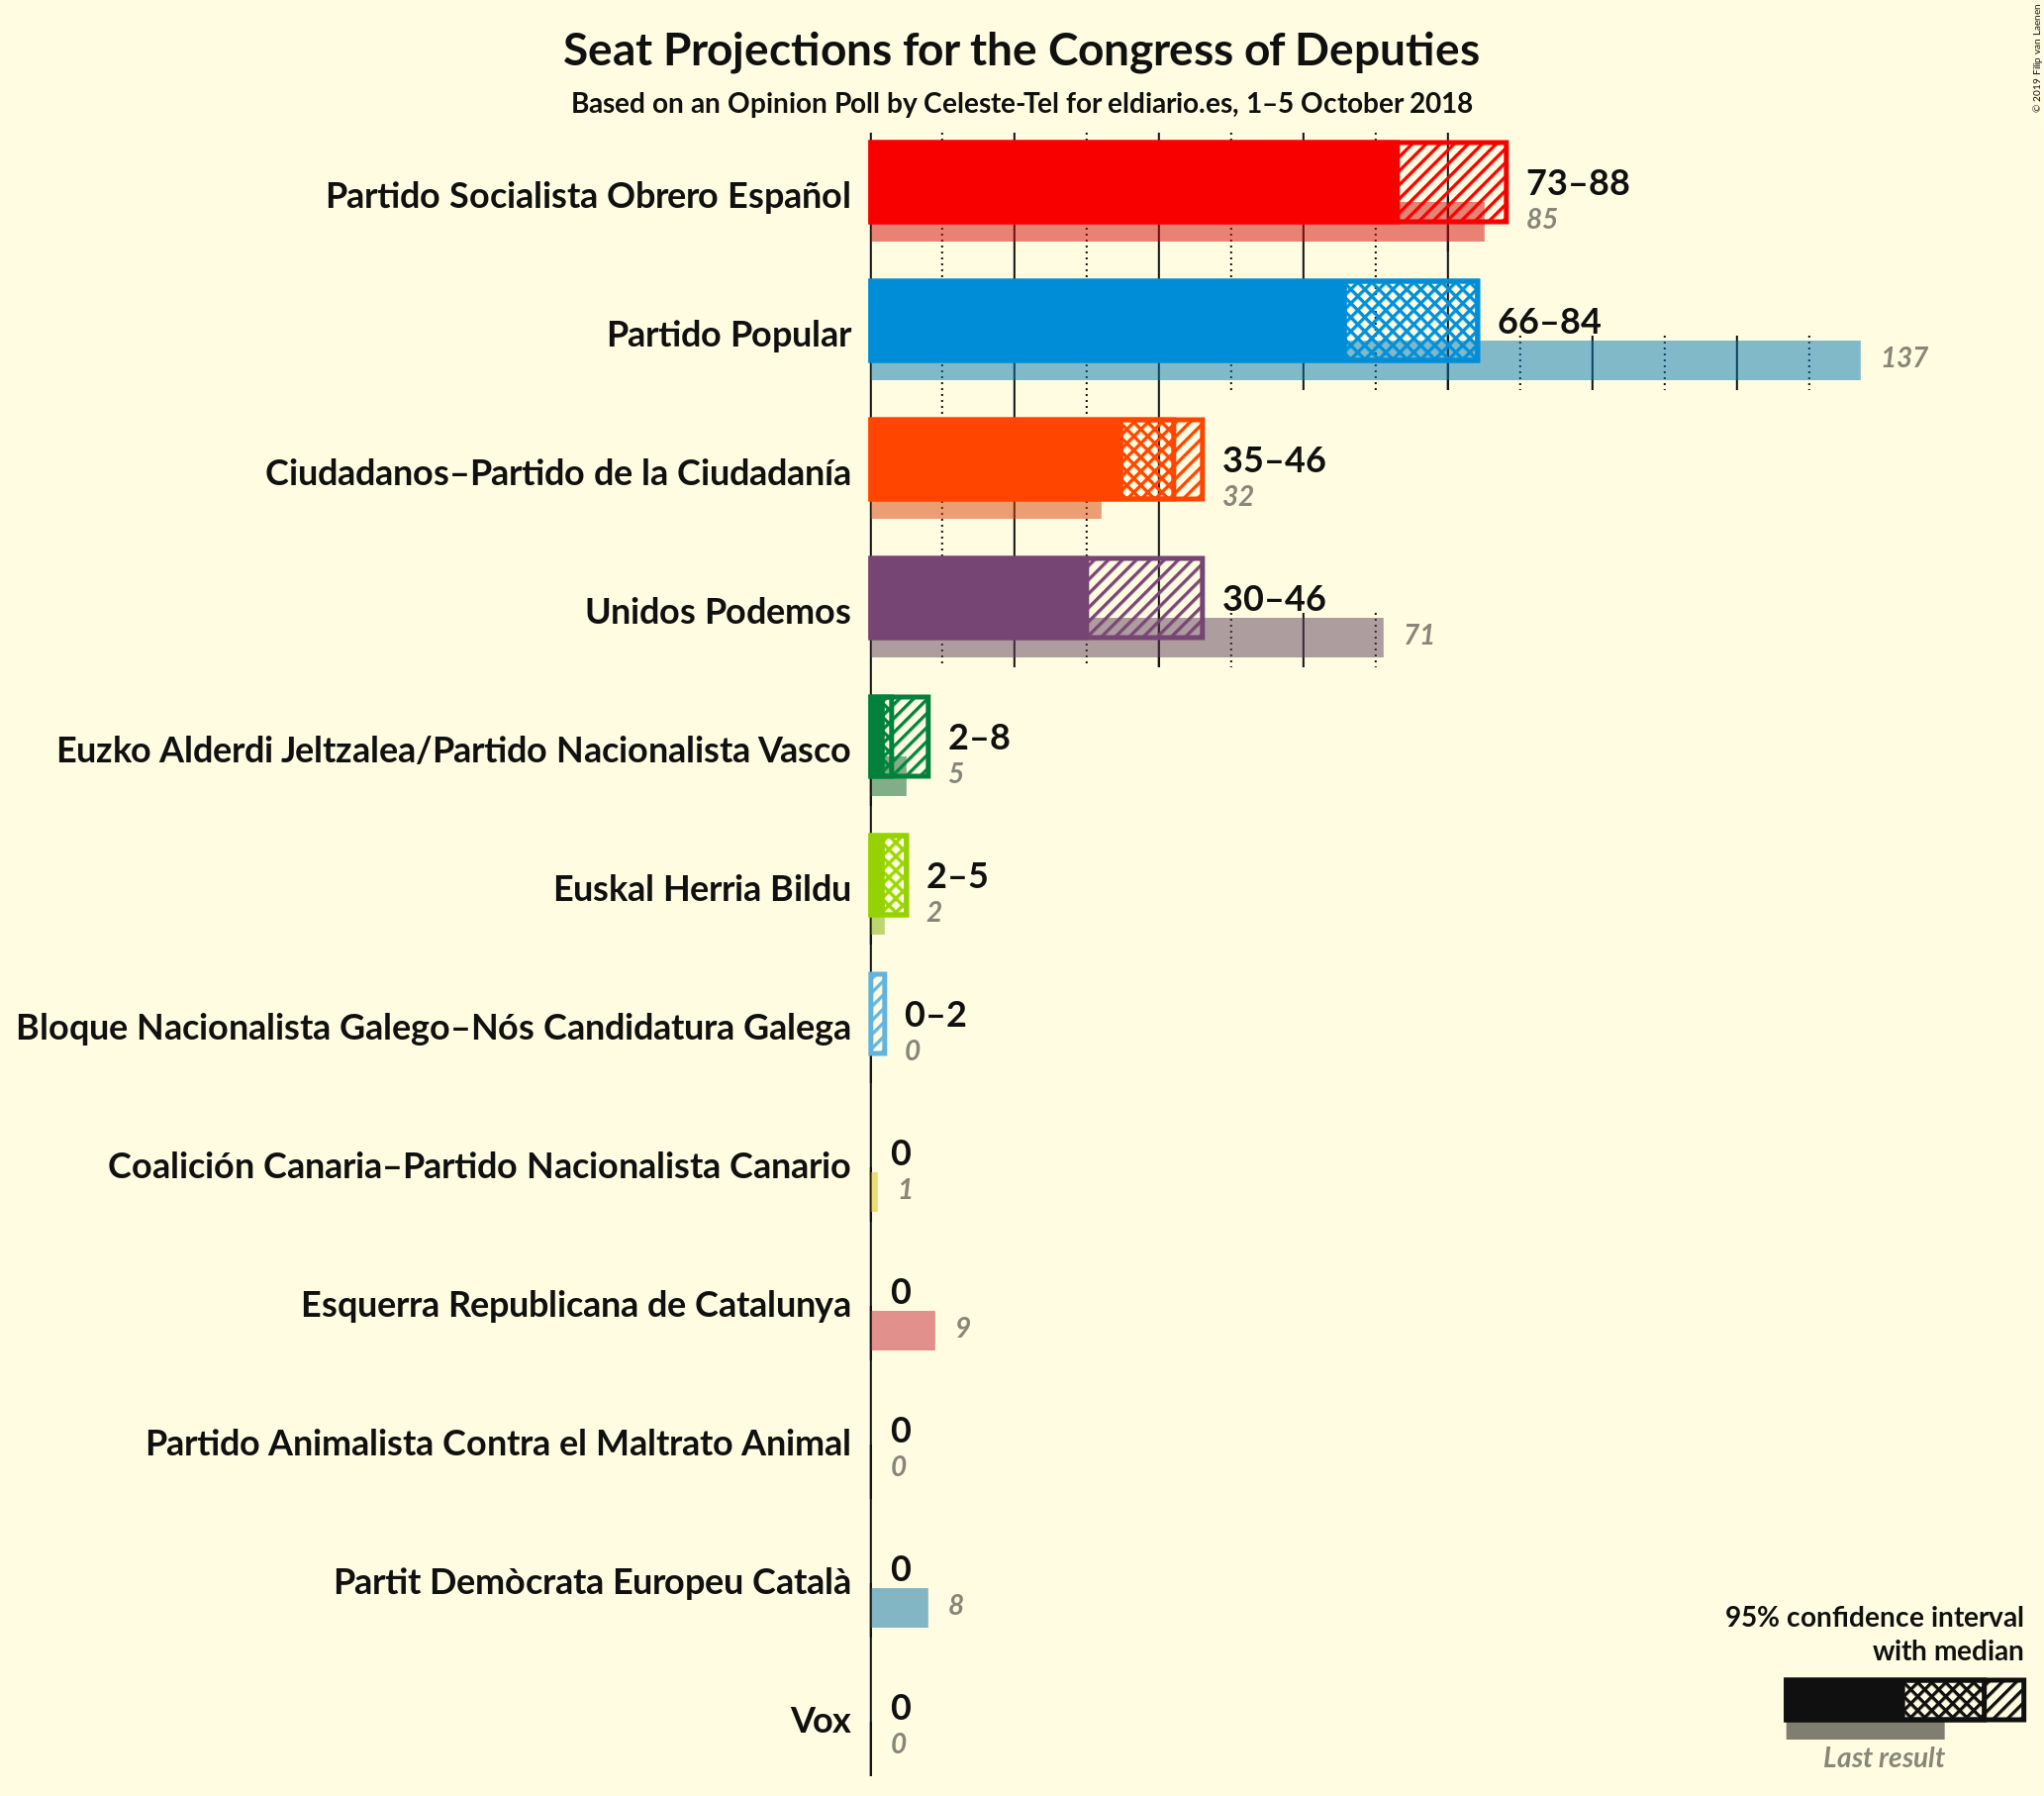 Seat Projections for the Congress of Deputies
Based on an Opinion Poll by Celeste-Tel for eldiario.es, 1–5 October 2018
© 2019 Filip van Laenen
Partido Socialista Obrero Español
73–88
85
Partido Popular
66–84
137
Ciudadanos–Partido de la Ciudadanía
35–46
32
Unidos Podemos
30–46
71
Euzko Alderdi Jeltzalea/Partido Nacionalista Vasco
2–8
5
Euskal Herria Bildu
2–5
2
Bloque Nacionalista Galego–Nós Candidatura Galega
0–2
0
Coalición Canaria–Partido Nacionalista Canario
0
1
Esquerra Republicana de Catalunya
0
9
Partido Animalista Contra el Maltrato Animal
0
0
Partit Demòcrata Europeu Català
0
8
Vox
0
0
95% confidence interval
with median
Last result